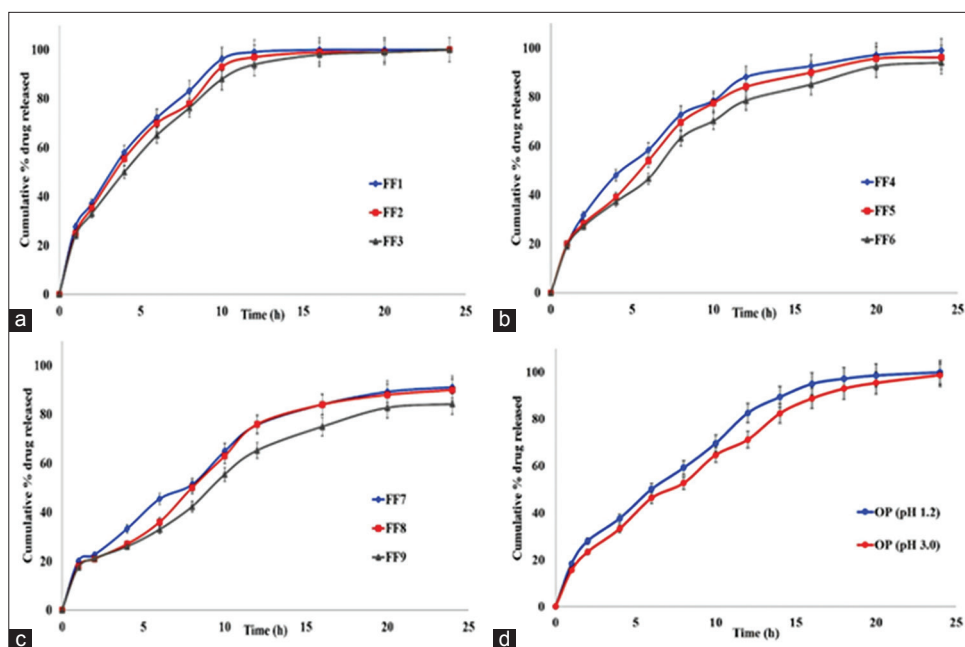 100
80
60
40
20
0
Cumulative % drug released
FF1
FF2
FF3
0 5 10 15 20 25
Time (h)
a
100
80
60
40
20
0
Cumulative % drug released
FF4
FF5
FF6
0 5 10 15 20 25
Time (h)
b
100
80
60
40
20
0
Cumulative % drug released
FF7
FF8
FF9
0 5 10 15 20 25
Time (h)
c
100
80
60
40
20
0
Cumulative % drug released
OP (pH 1.2)
OP (pH 3.0)
0 5 10 15 20 25
Time (h)
d